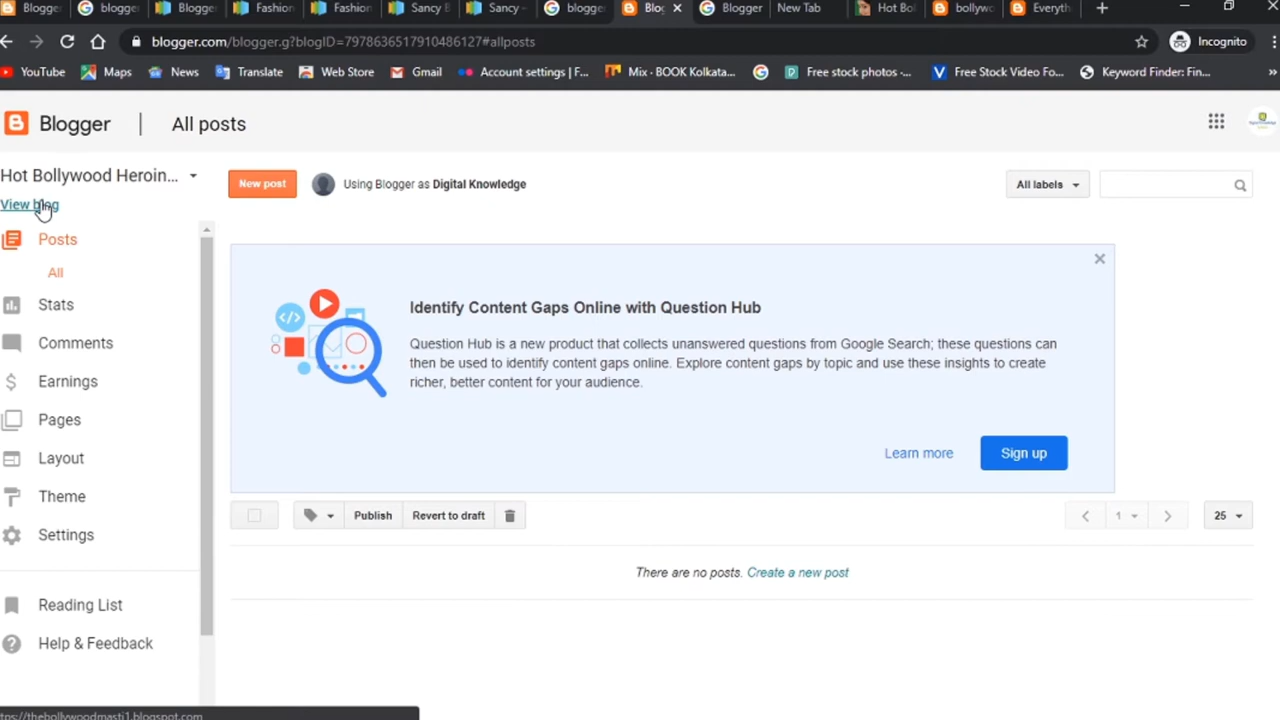 Blogger
blogger
Blogger
Fashion
Fashion
Sancy B
Sancy -
blogger
Blog
Blogger
New Tab
Hot Bol
bollywo
Everyth
blogger.com/blogger.g?blogID=7978636517910486127#allposts
Incognito
YouTube
Maps
News
Translate
Web Store
Gmail
Account settings | F...
Mix - BOOK Kolkata...
Free stock photos -...
Free Stock Video Fo...
Keyword Finder: Fin...
»
Blogger | All posts
Hot Bollywood Heroin...
New post
Using Blogger as Digital Knowledge
All labels
View blog
Posts
All
Stats
Comments
Earnings
Pages
Layout
Theme
Settings
Reading List
Help & Feedback
Identify Content Gaps Online with Question Hub
Question Hub is a new product that collects unanswered questions from Google Search; these questions can
then be used to identify content gaps online. Explore content gaps by topic and use these insights to create
richer, better content for your audience.
Learn more
Sign up
Publish
Revert to draft
1
25
There are no posts. Create a new post
tps://thebollywoodmasti1.blogspot.com